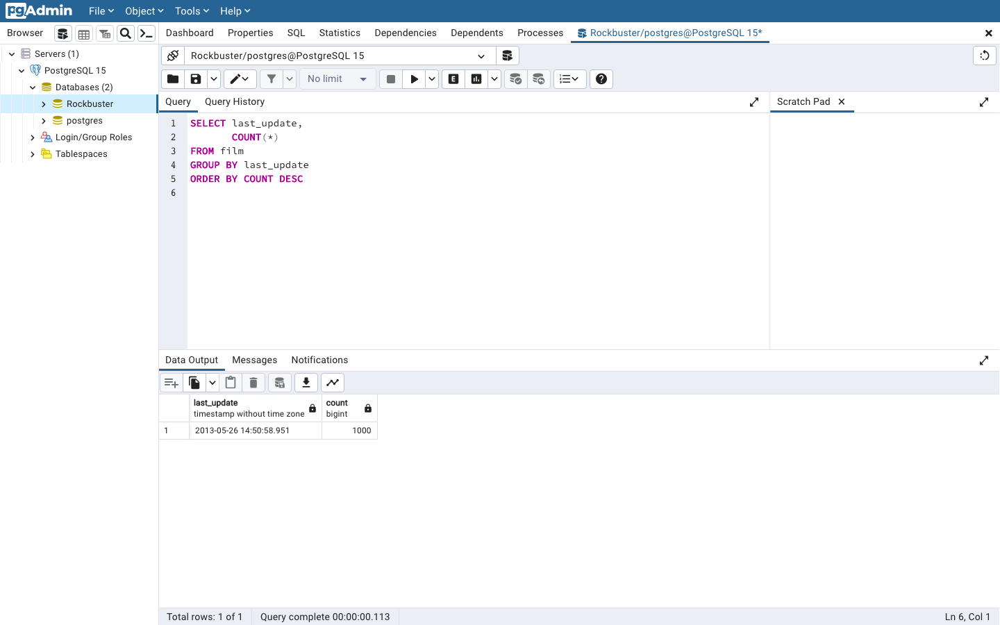 pgAdmin File Object Tools Help
Browser
Dashboard Properties SQL Statistics Dependencies Dependents Processes Rockbuster/postgres@PostgreSQL 15*
Servers (1)
PostgreSQL 15
Databases (2)
Rockbuster
postgres
Login/Group Roles
Tablespaces
Rockbuster/postgres@PostgreSQL 15
No limit
E
Query Query History
Scratch Pad
1 SELECT last_update,
2 COUNT(*)
3 FROM film
4 GROUP BY last_update
5 ORDER BY COUNT DESC
6
Data Output Messages Notifications
last_update count
timestamp without time zone bigint
1 2013-05-26 14:50:58.951 1000
Total rows: 1 of 1 Query complete 00:00:00.113 Ln 6, Col 1